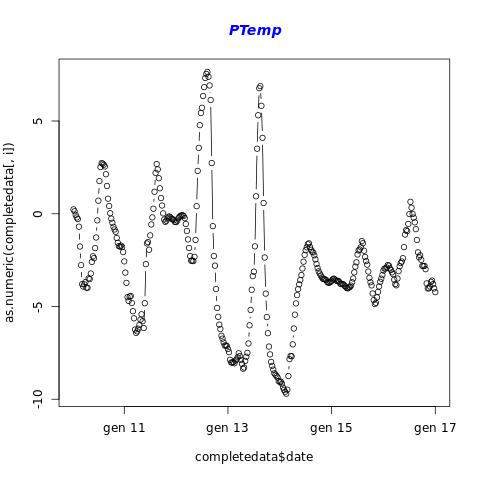 PTemp
as.numeric(completedata[, i])
5
0
-5
-10
gen 11
gen 13
gen 15
gen 17
completedata$date